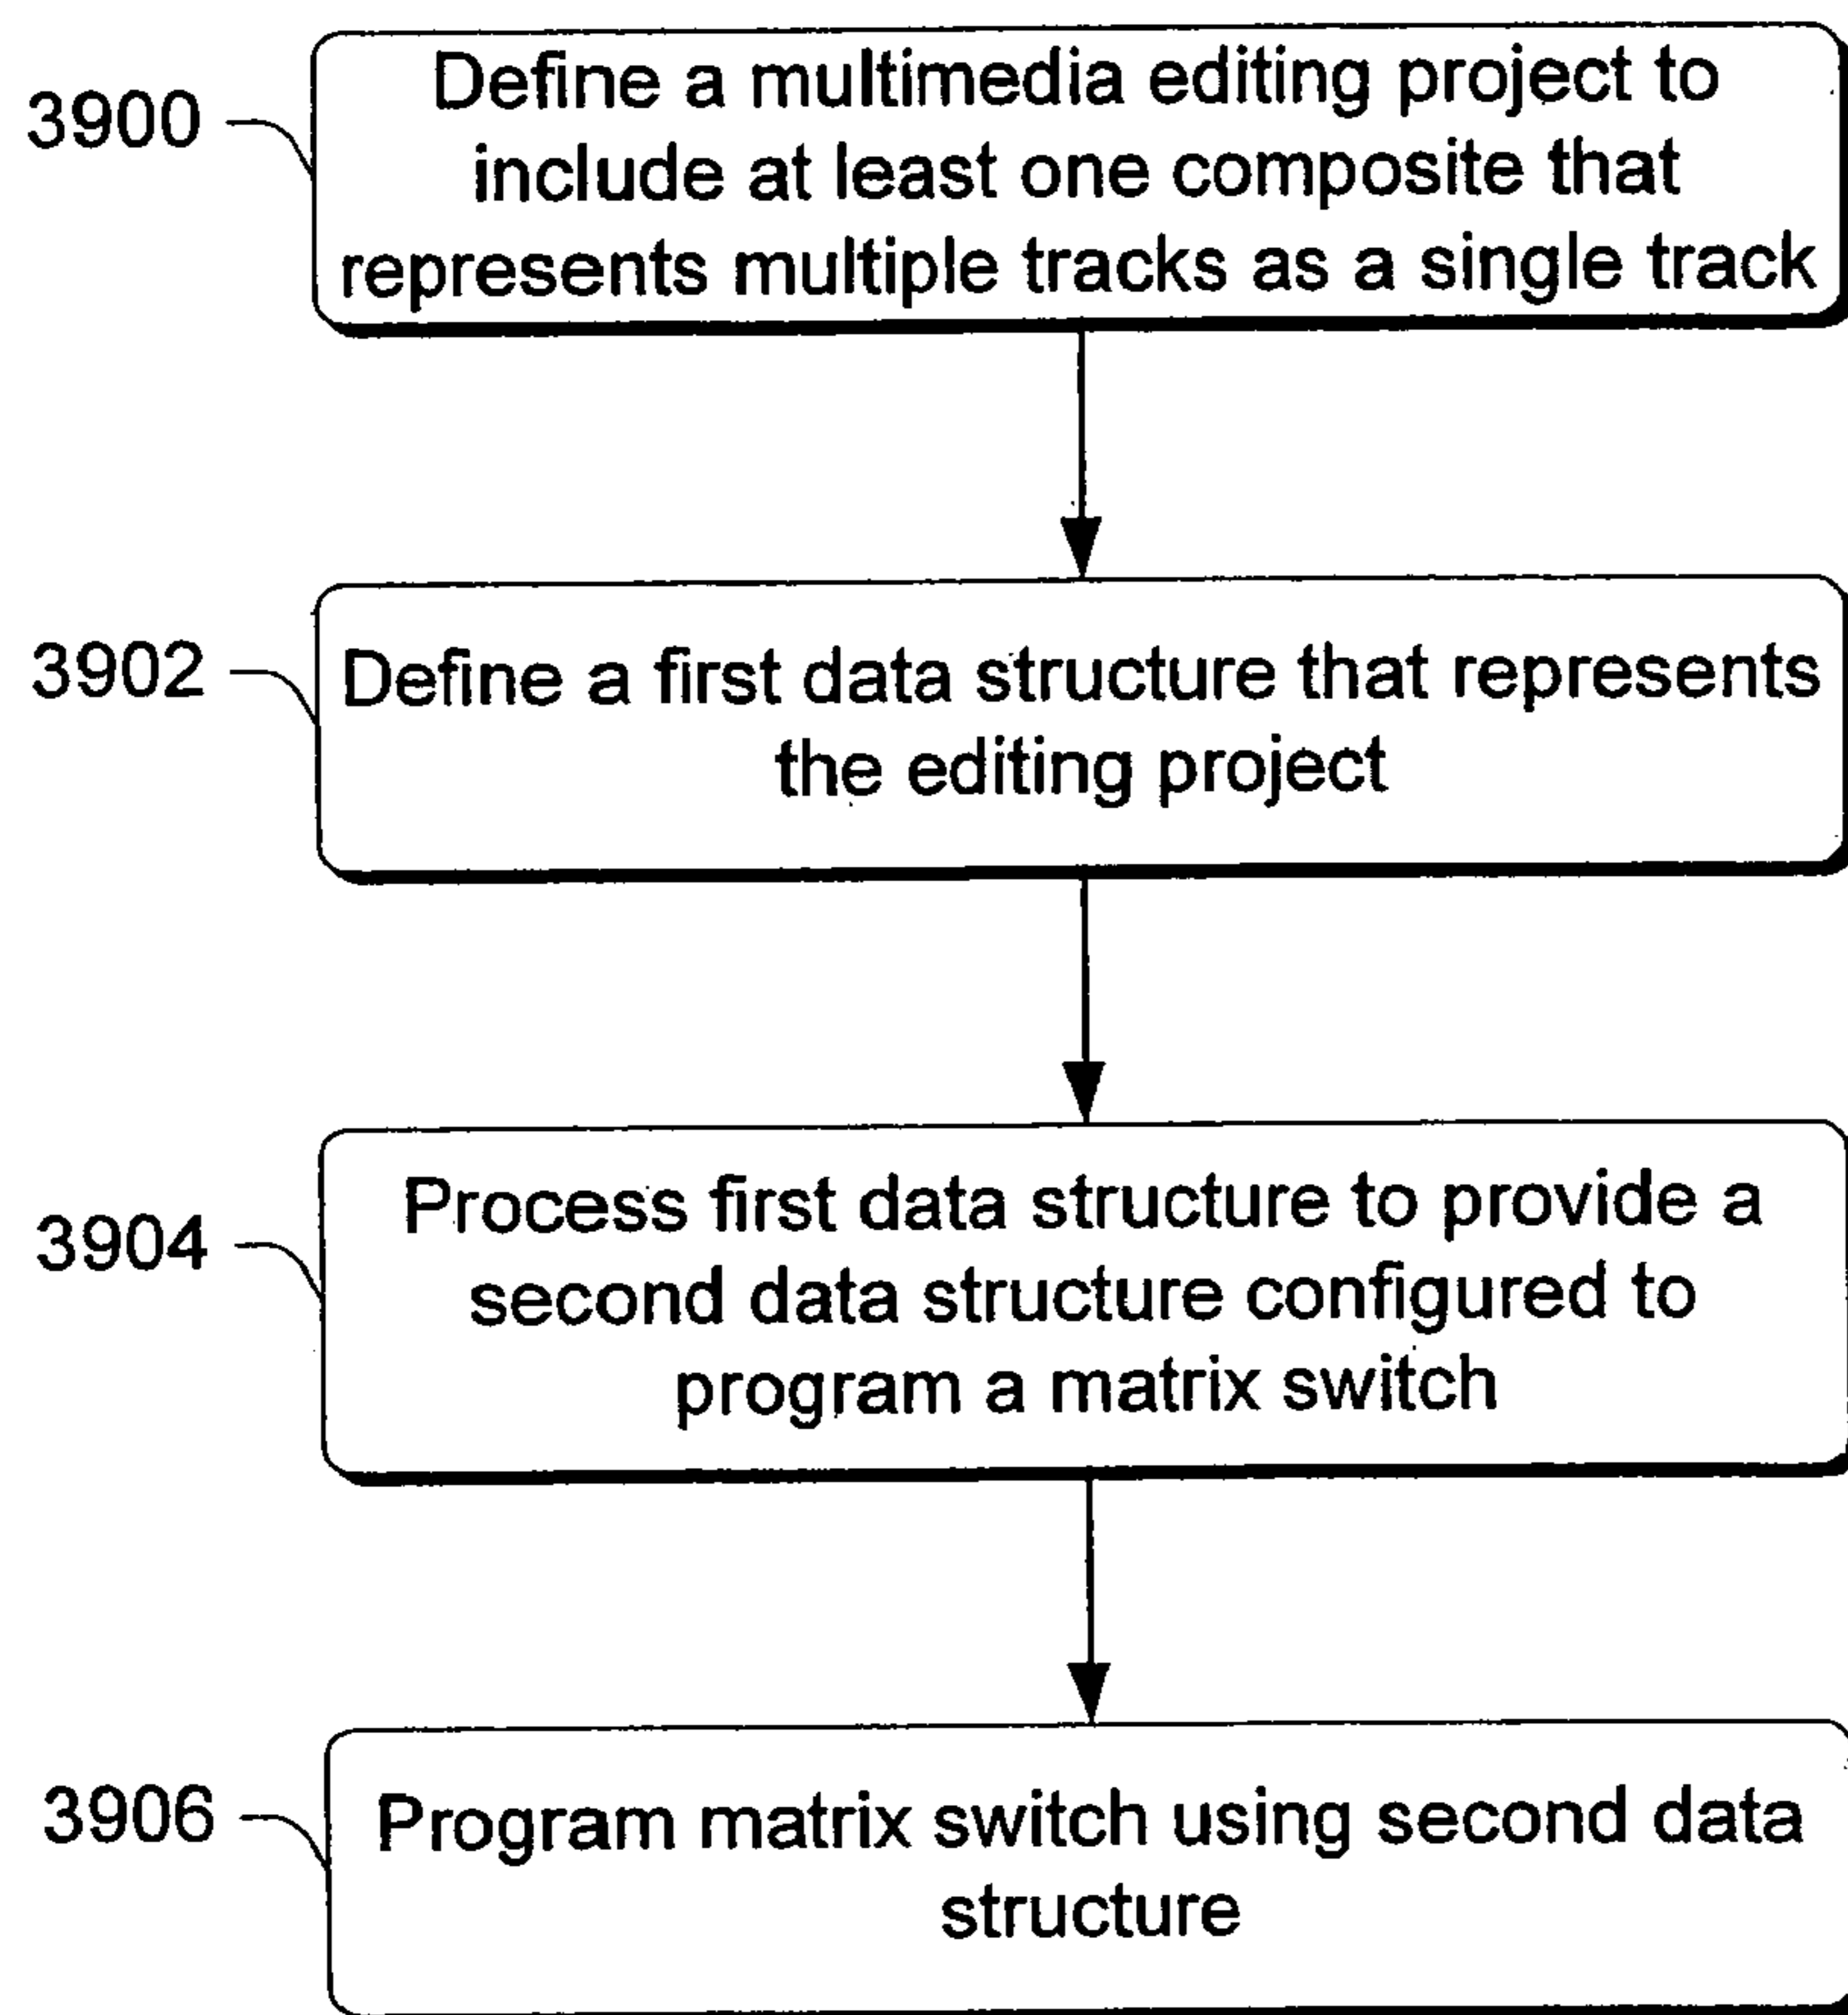 3900
Define a multimedia editing project to
include at least one composite that
represents multiple tracks as a single track
3902
Define a first data structure that represents
the editing project
3904
Process first data structure to provide a
second data structure configured to
program a matrix switch
3906
Program matrix switch using second data
structure